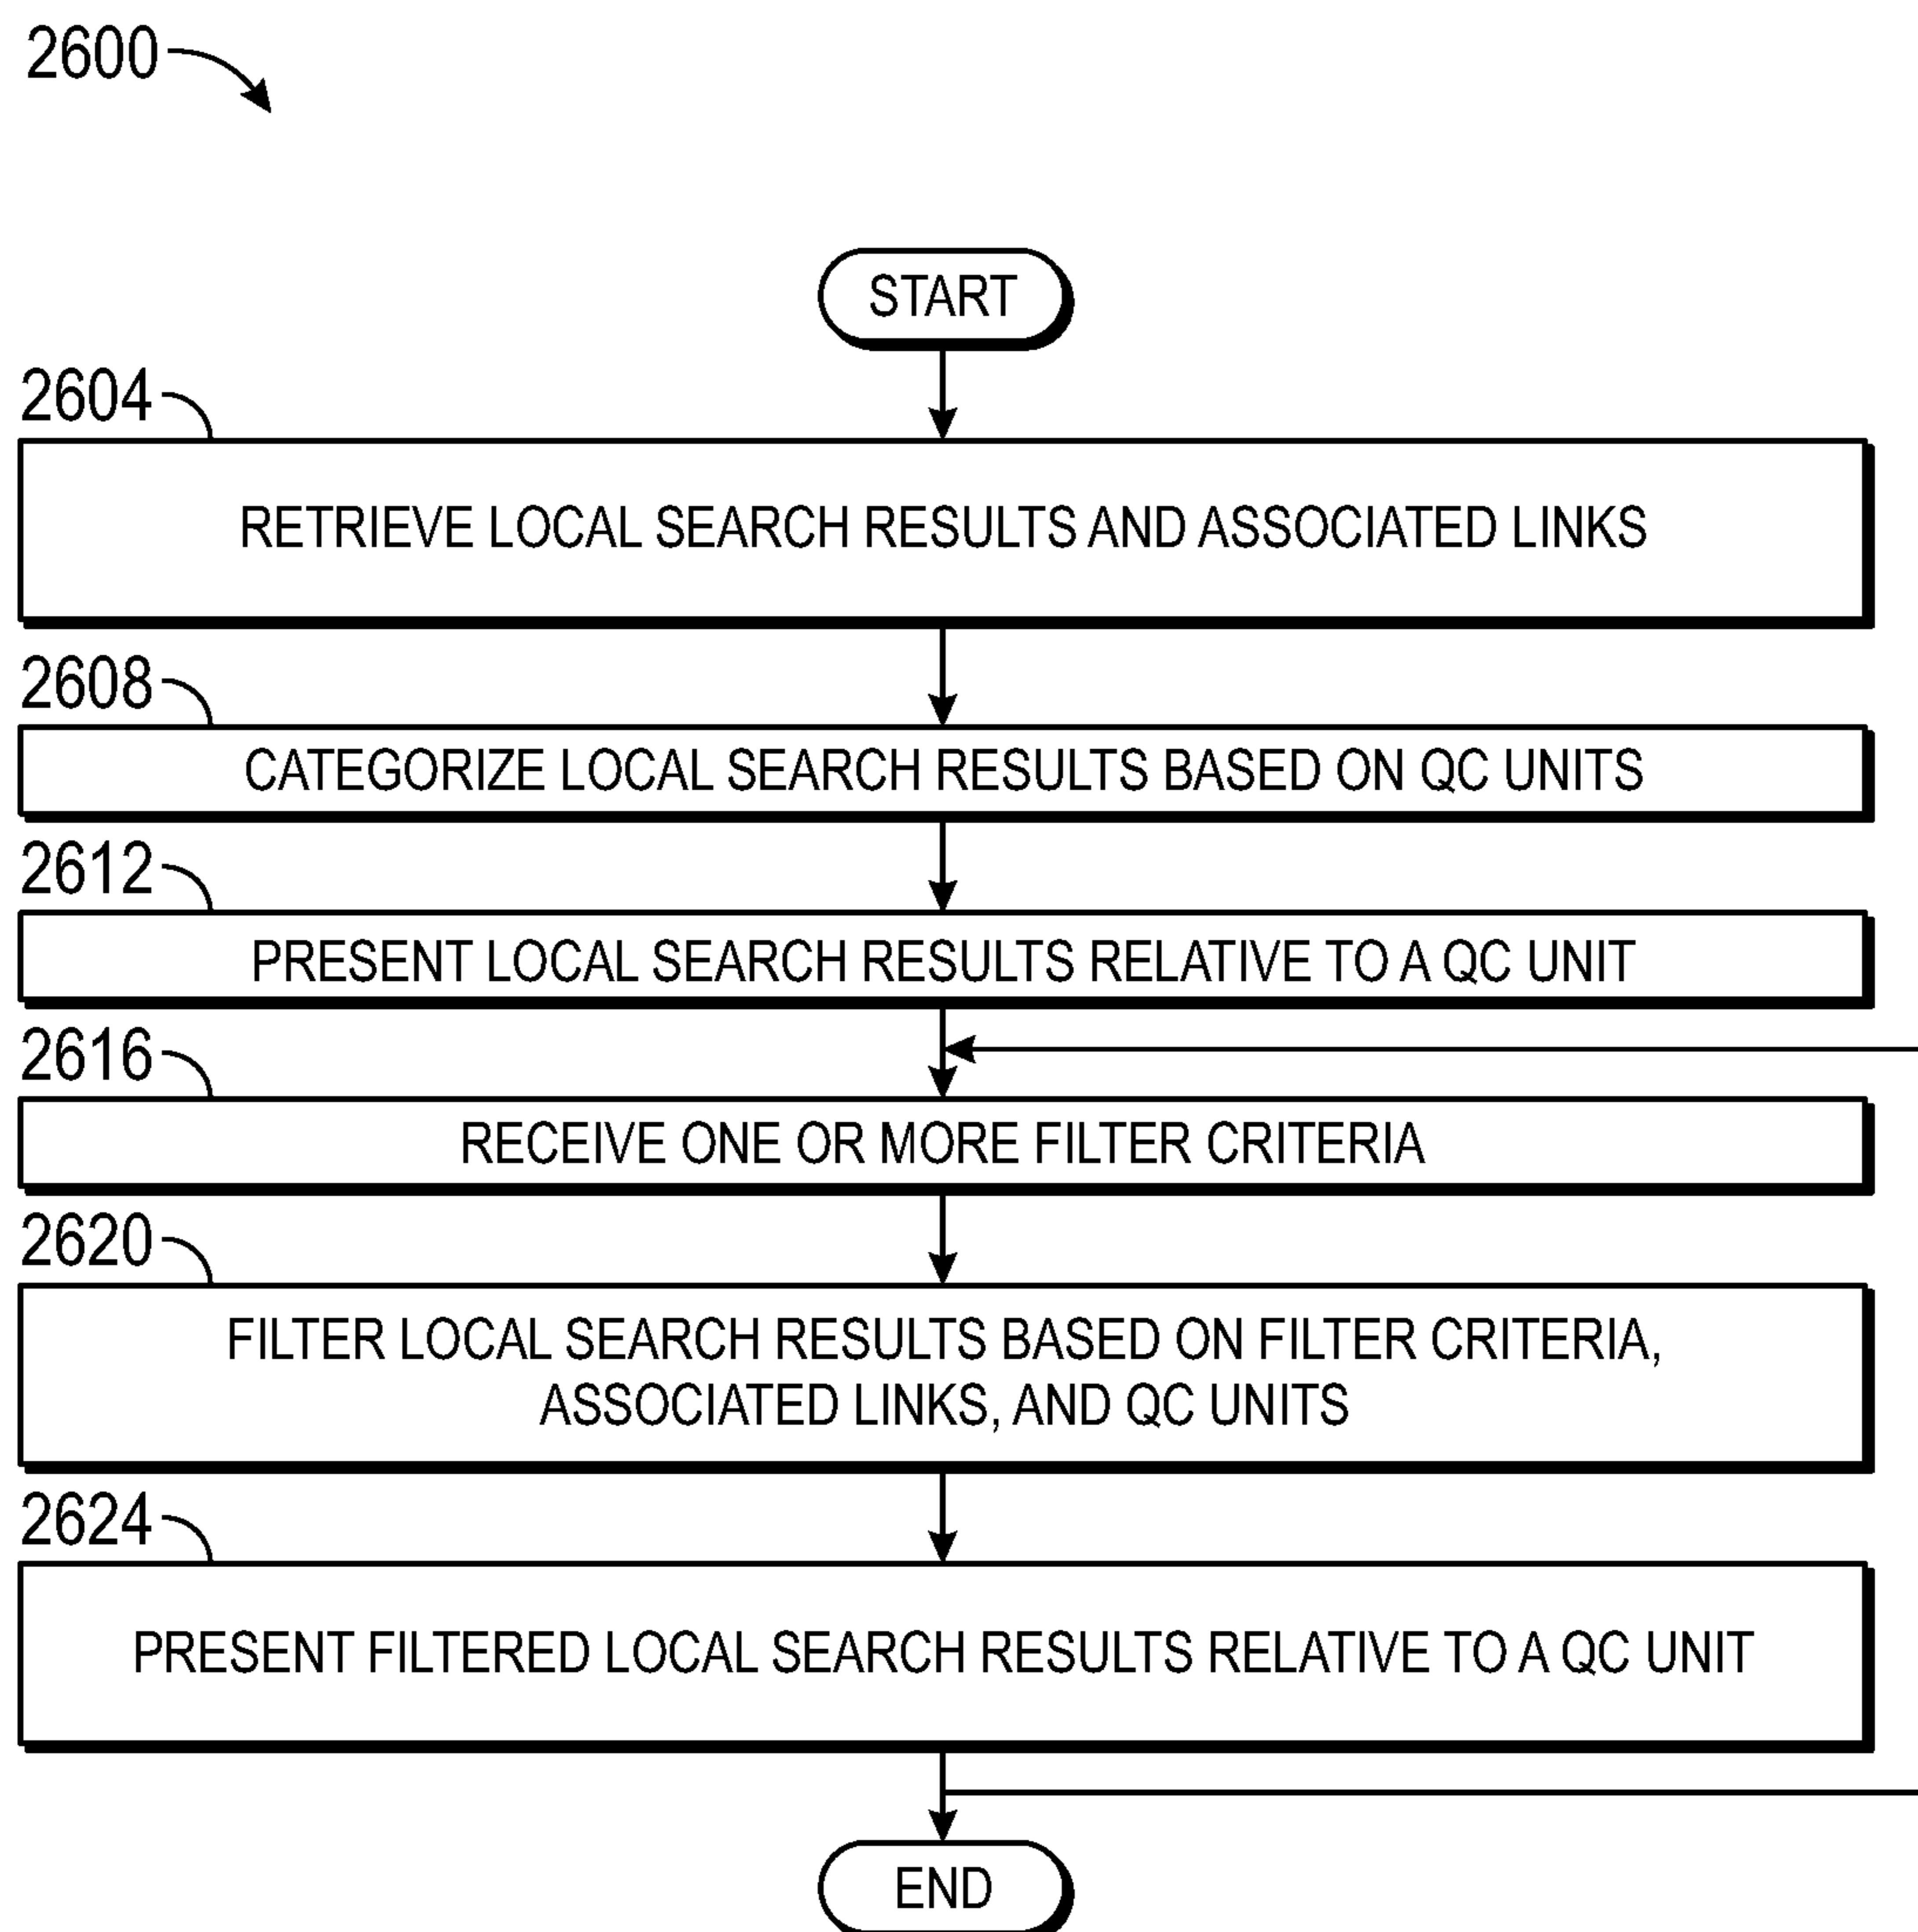 2600
START
2604
RETRIEVE LOCAL SEARCH RESULTS AND ASSOCIATED LINKS
2608
CATEGORIZE LOCAL SEARCH RESULTS BASED ON QC UNITS
2612
PRESENT LOCAL SEARCH RESULTS RELATIVE TO A QC UNIT
2616
RECEIVE ONE OR MORE FILTER CRITERIA
2620
FILTER LOCAL SEARCH RESULTS BASED ON FILTER CRITERIA,
ASSOCIATED LINKS, AND QC UNITS
2624
PRESENT FILTERED LOCAL SEARCH RESULTS RELATIVE TO A QC UNIT
END